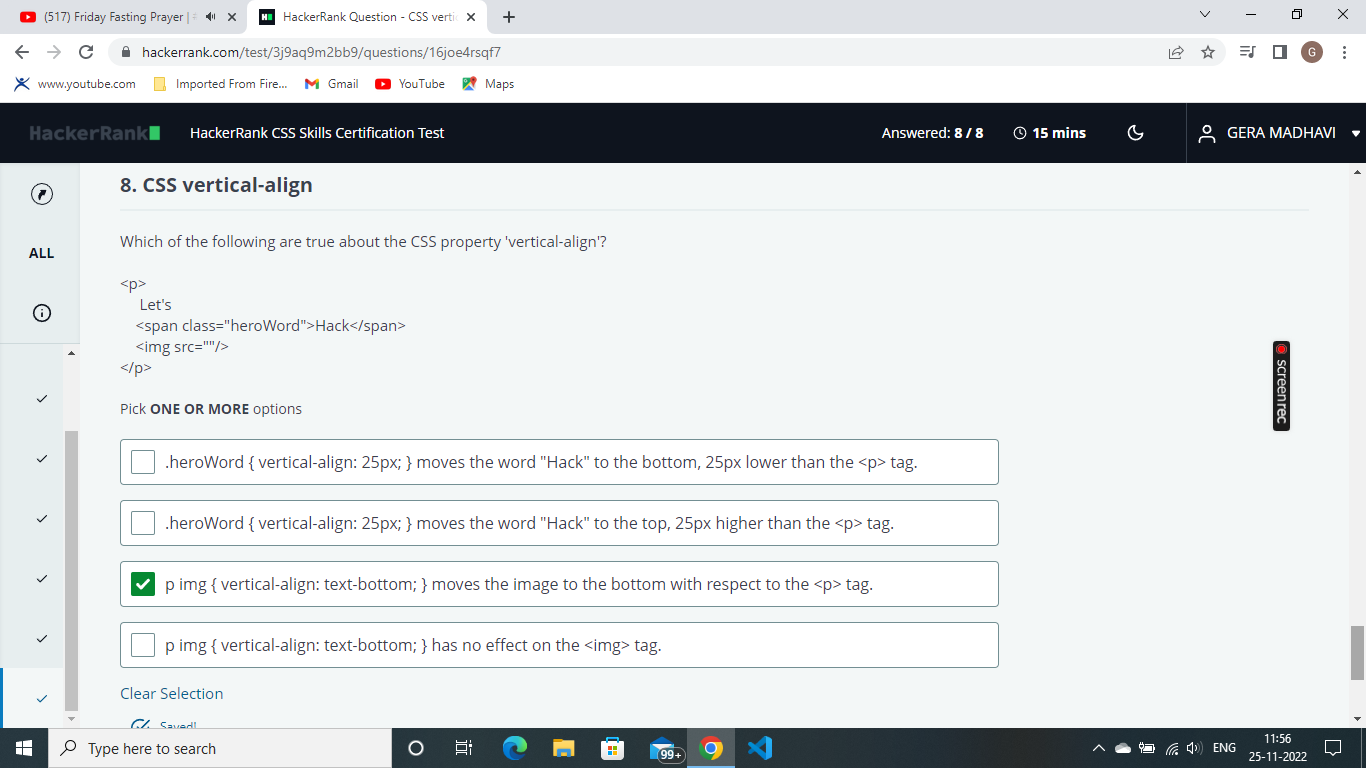 (517) Friday Fasting Prayer |
HackerRank Question - CSS verti
hackerrank.com/test/3j9aq9m2bb9/questions/16joe4rsqf7
G
www.youtube.com
Imported From Fire...
Gmail
YouTube
Maps
HackerRank
HackerRank CSS Skills Certification Test
Answered: 8 / 8
15 mins
GERA MADHAVI
ALL
8. CSS vertical-align
Which of the following are true about the CSS property 'vertical-align'?
<p>
Let's
<span class="heroWord">Hack</span>
<img src=""/>
</p>
Pick ONE OR MORE options
.heroWord { vertical-align: 25px; } moves the word "Hack" to the bottom, 25px lower than the <p> tag.
.heroWord { vertical-align: 25px; } moves the word "Hack" to the top, 25px higher than the <p> tag.
p img { vertical-align: text-bottom; } moves the image to the bottom with respect to the <p> tag.
p img { vertical-align: text-bottom; } has no effect on the <img> tag.
Clear Selection
Saved!
screenrec
Type here to search
99+
ENG
11:56
25-11-2022